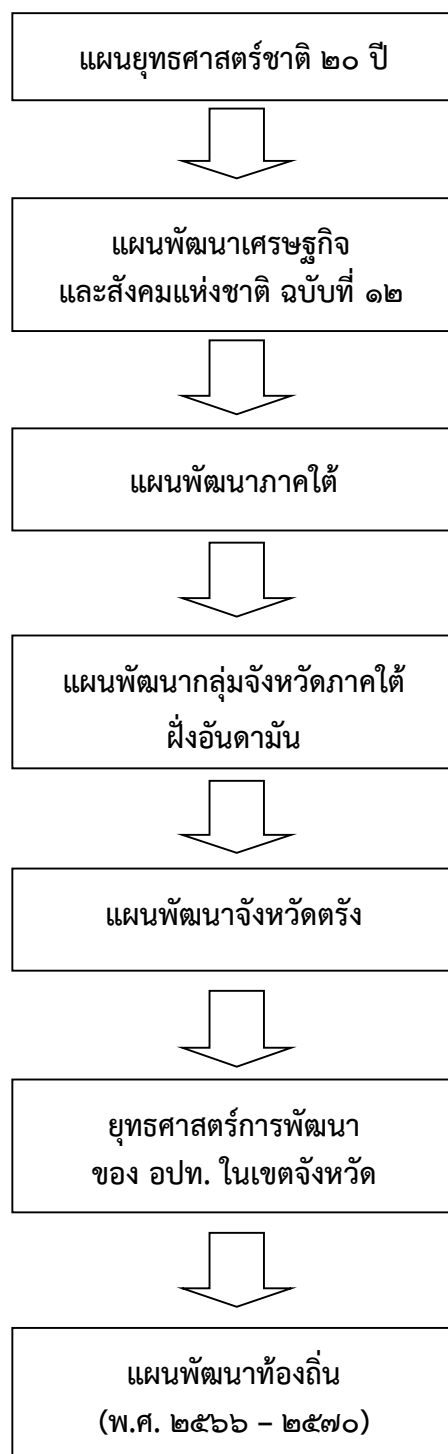 แผนยุทธศาสตร์ชาติ ๒๐ ปี
แผนพัฒนาเศรษฐกิจ
และสังคมแห่งชาติ ฉบับที่ ๑๒
แผนพัฒนาภาคใต้
แผนพัฒนากลุ่มจังหวัดภาคใต้
ฝั่งอันดามัน
แผนพัฒนาจังหวัดตรัง
ยุทธศาสตร์การพัฒนา
ของ อปท. ในเขตจังหวัด
แผนพัฒนาท้องถิ่น
(พ.ศ. ๒๕๖๖ – ๒๕๗๐)